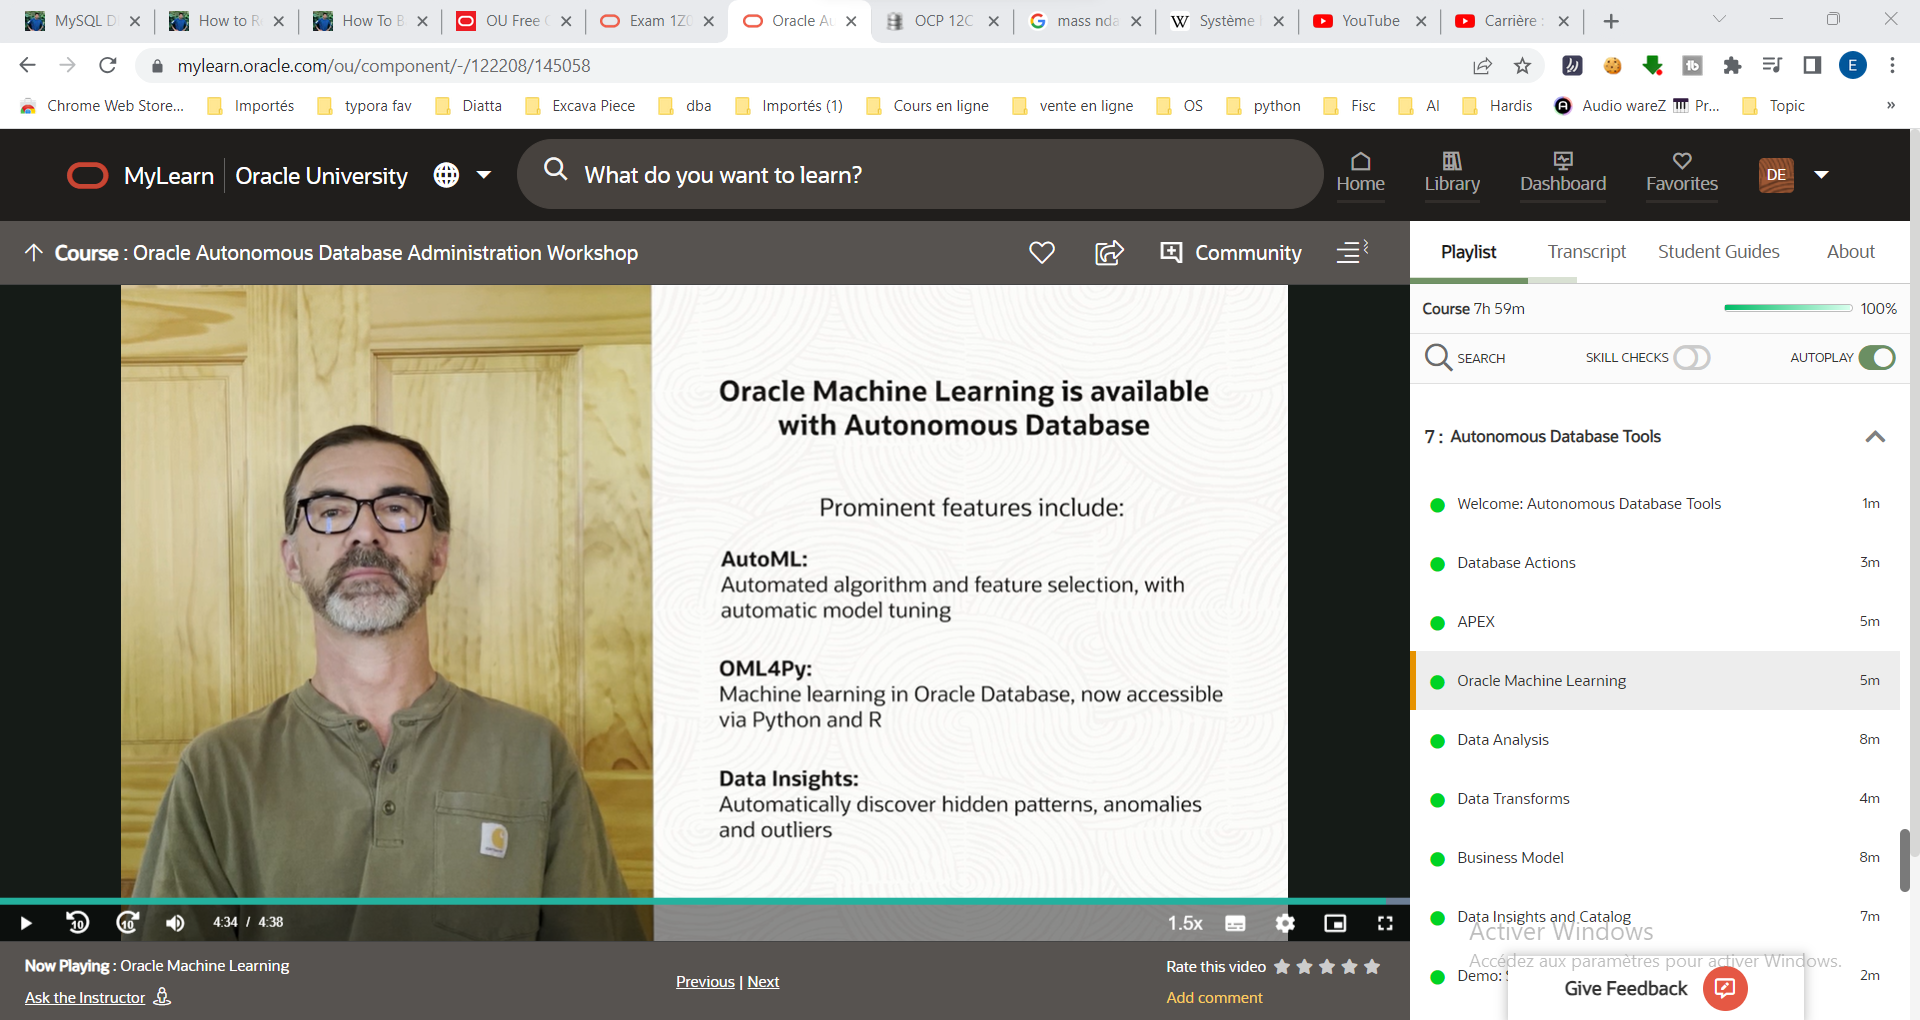 MySQL D
How to R
How To B
OU Free
Exam 1Z0
Oracle Au
OCP 12C
mass nda
Système
YouTube
Carrière :
mylearn.oracle.com/ou/component/-/122208/145058
E
Chrome Web Store...
Importés
typora fav
Diatta
Excava Piece
dba
Importés (1)
Cours en ligne
vente en ligne
OS
python
Fisc
AI
Hardis
Audio wareZ
Pr...
Topic
»
MyLearn
Oracle University
What do you want to learn?
Home
Library
Dashboard
Favorites
DE
Course : Oracle Autonomous Database Administration Workshop
Community
Oracle Machine Learning is available
with Autonomous Database
Prominent features include:
AutoML:
Automated algorithm and feature selection, with
automatic model tuning
OML4Py:
Machine learning in Oracle Database, now accessible
via Python and R
Data Insights:
Automatically discover hidden patterns, anomalies
and outliers
10
10
4:34 / 4:38
1.5x
Now Playing : Oracle Machine Learning
Ask the Instructor
Previous | Next
Rate this video
Add comment
Playlist
Transcript
Student Guides
About
Course 7h 59m
100%
SEARCH
SKILL CHECKS
AUTOPLAY
7 : Autonomous Database Tools
Welcome: Autonomous Database Tools 1m
Database Actions 3m
APEX 5m
Oracle Machine Learning 5m
Data Analysis 8m
Data Transforms 4m
Business Model 8m
Data Insights and Catalog 7m
Activer Windows
Accédez aux paramètres pour activer Windows.
Demo: 2m
Give Feedback